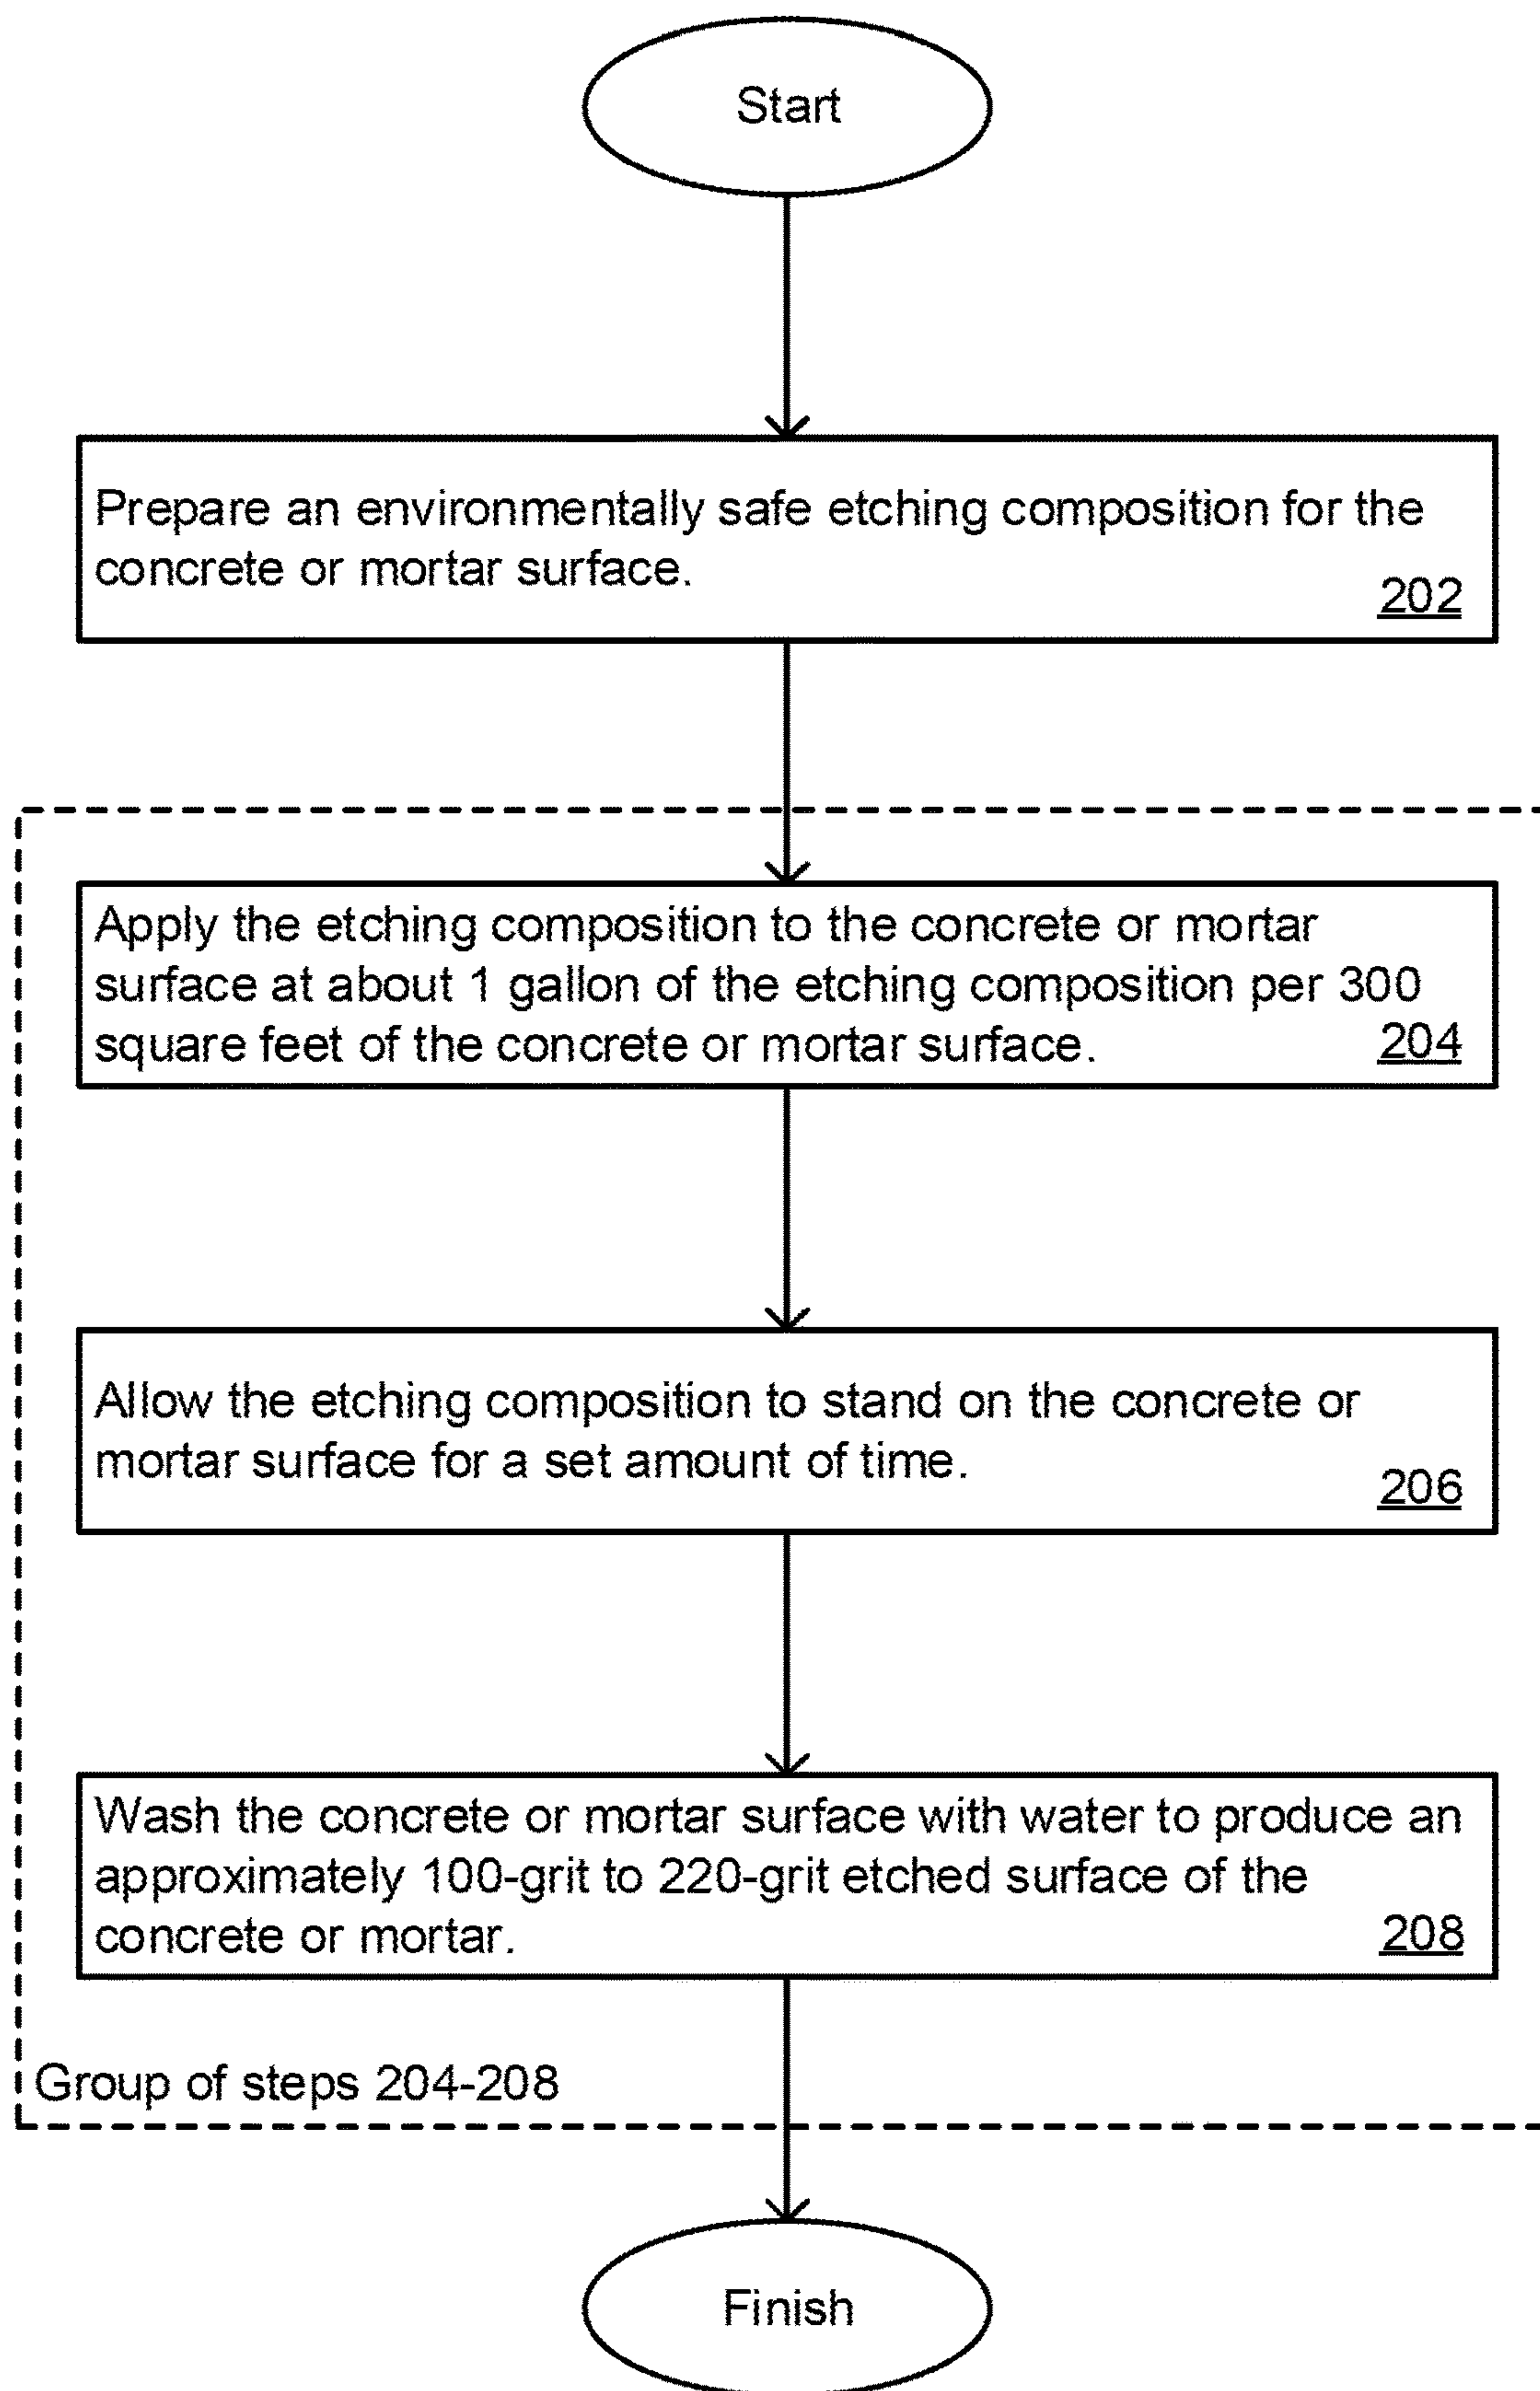 Start
Prepare an environmentally safe etching composition for the
concrete or mortar surface.
202
Apply the etching composition to the concrete or mortar
surface at about 1 gallon of the etching composition per 300
square feet of the concrete or mortar surface.
204
Allow the etching composition to stand on the concrete or
mortar surface for a set amount of time.
206
Wash the concrete or mortar surface with water to produce an
approximately 100-grit to 220-grit etched surface of the
concrete or mortar.
208
Group of steps 204-208
Finish